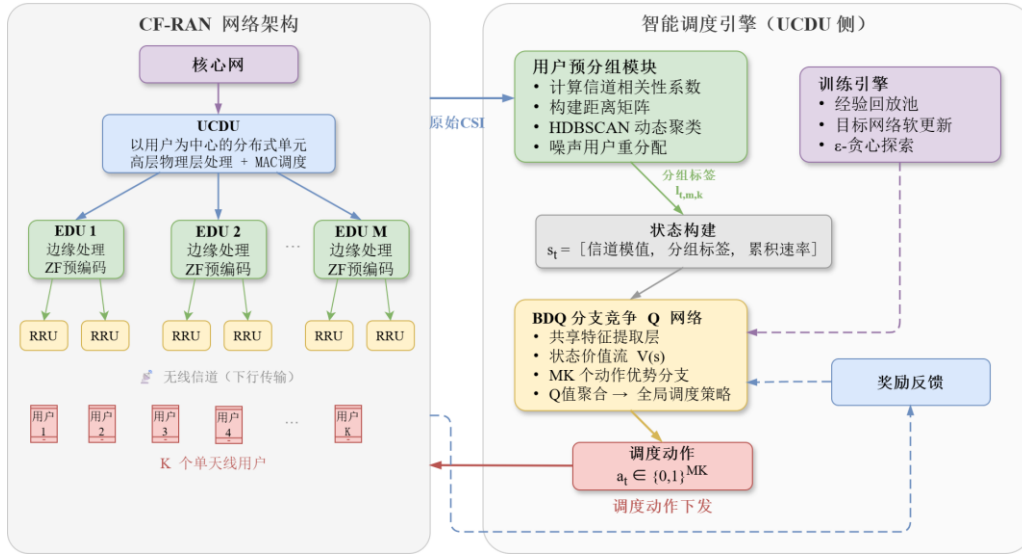 CF-RAN 网络架构
核心网
UCDU
以用户为中心的分布式单元
高层物理层处理 + MAC调度
EDU 1
边缘处理
ZF预编码
EDU 2
边缘处理
ZF预编码
...
EDU M
边缘处理
ZF预编码
RRU
RRU
RRU
RRU
RRU
RRU
无线信道（下行传输）
用户
1
用户
2
用户
3
用户
4
...
用户
K
K 个单天线用户
原始CSI
智能调度引擎（UCDU 侧）
用户预分组模块
• 计算信道相关性系数
• 构建距离矩阵
• HDBSCAN 动态聚类
• 噪声用户重分配
训练引擎
• 经验回放池
• 目标网络软更新
• ε-贪心探索
分组标签
l_{t,m,k}
状态构建
s_t = [信道模值, 分组标签, 累积速率]
BDQ 分支竞争 Q 网络
• 共享特征提取层
• 状态价值流 V(s)
• MK 个动作优势分支
• Q值聚合 → 全局调度策略
奖励反馈
调度动作
a_t ∈ {0,1}^{MK}
调度动作下发